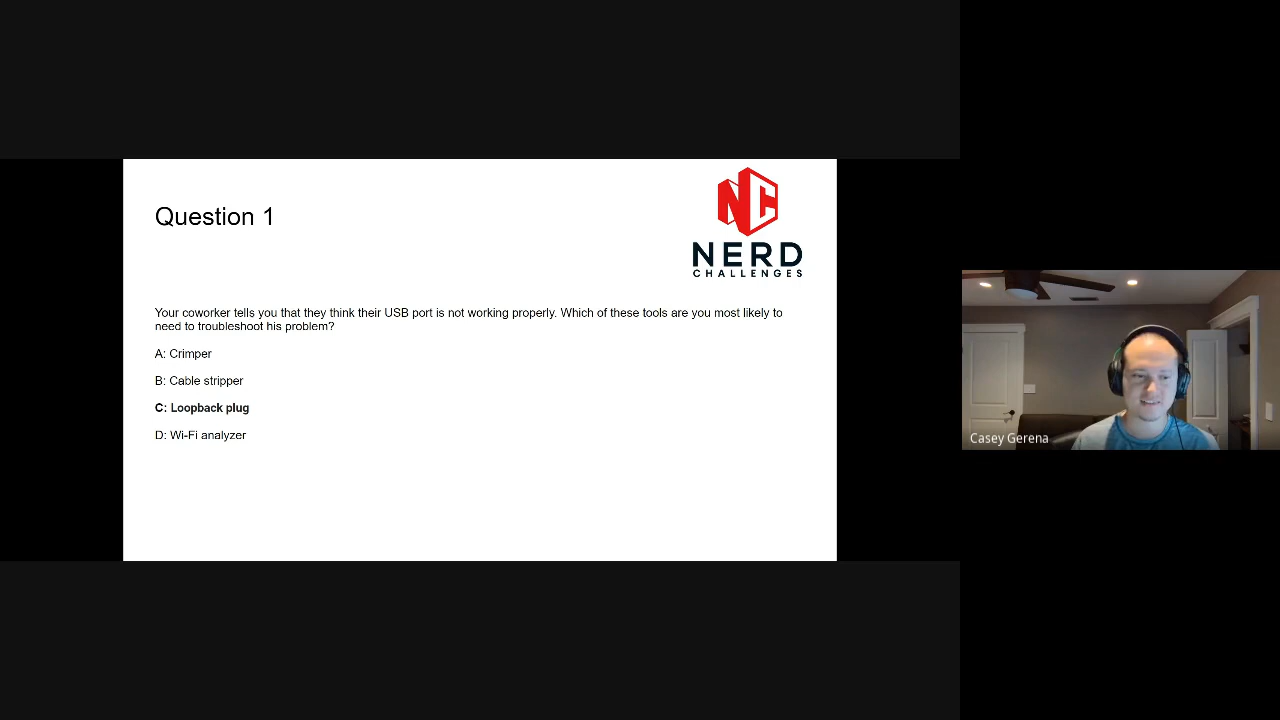 Question 1
NC
NERD
CHALLENGES
Your coworker tells you that they think their USB port is not working properly. Which of these tools are you most likely to
need to troubleshoot his problem?
A: Crimper
B: Cable stripper
C: Loopback plug
D: Wi-Fi analyzer
Casey Gerena